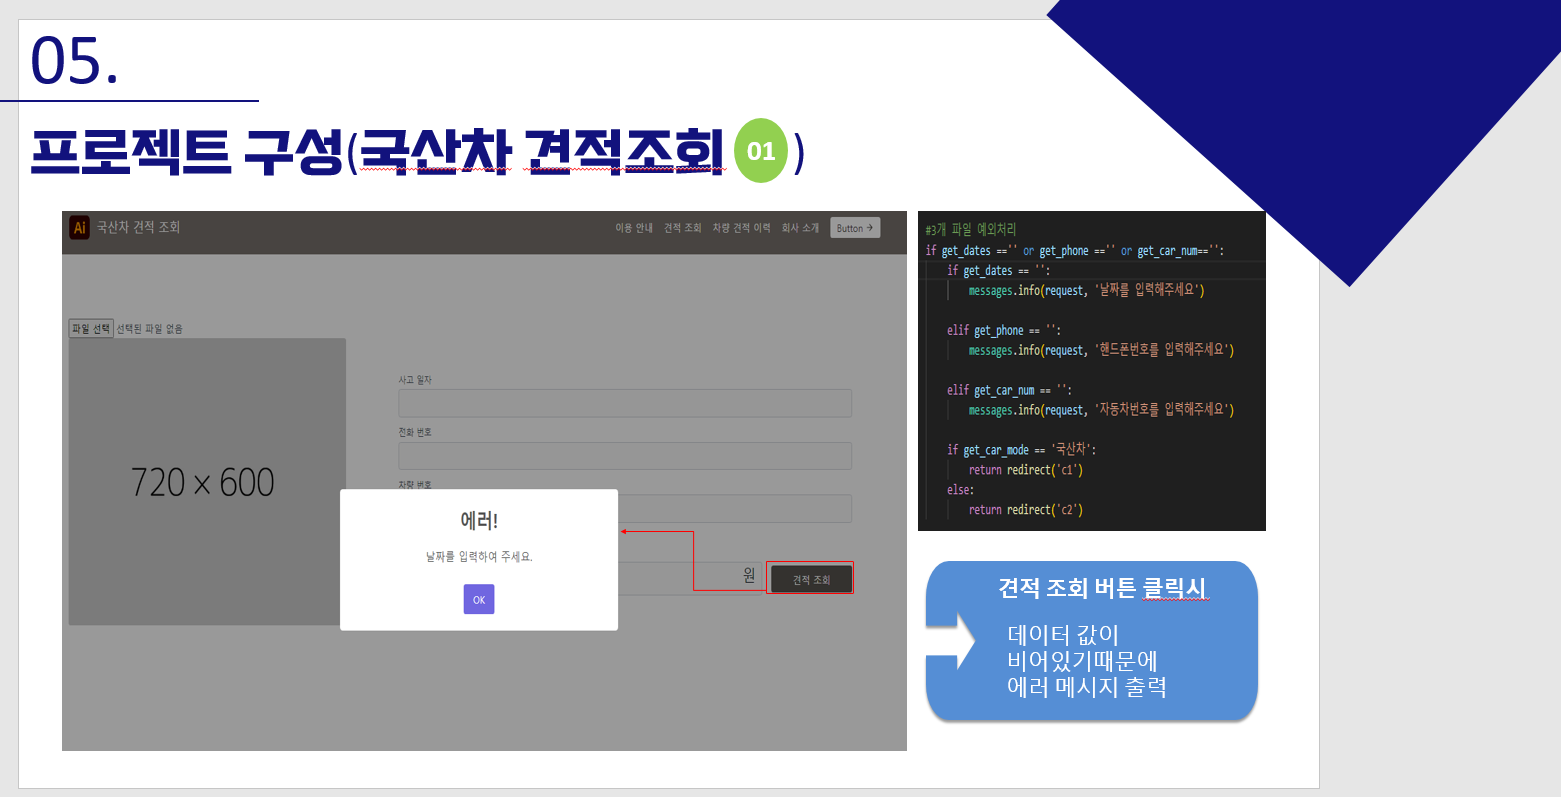 05.
프로젝트 구성(국산차 견적조회 01 )
Ai 국산차 견적 조회
이용 안내 견적 조회 차량 견적 이력 회사 소개 Button →
파일 선택 선택된 파일 없음
720 × 600
사고 일자
전화 번호
차량 번호
에러!
날짜를 입력하여 주세요.
OK
원
견적 조회
#3개 파일 예외처리
if get_dates =='' or get_phone =='' or get_car_num=='':
if get_dates == '':
messages.info(request, '날짜를 입력해주세요')
elif get_phone == '':
messages.info(request, '핸드폰번호를 입력해주세요')
elif get_car_num == '':
messages.info(request, '자동차번호를 입력해주세요')
if get_car_mode == '국산차':
return redirect('c1')
else:
return redirect('c2')
견적 조회 버튼 클릭시
데이터 값이
비어있기때문에
에러 메시지 출력